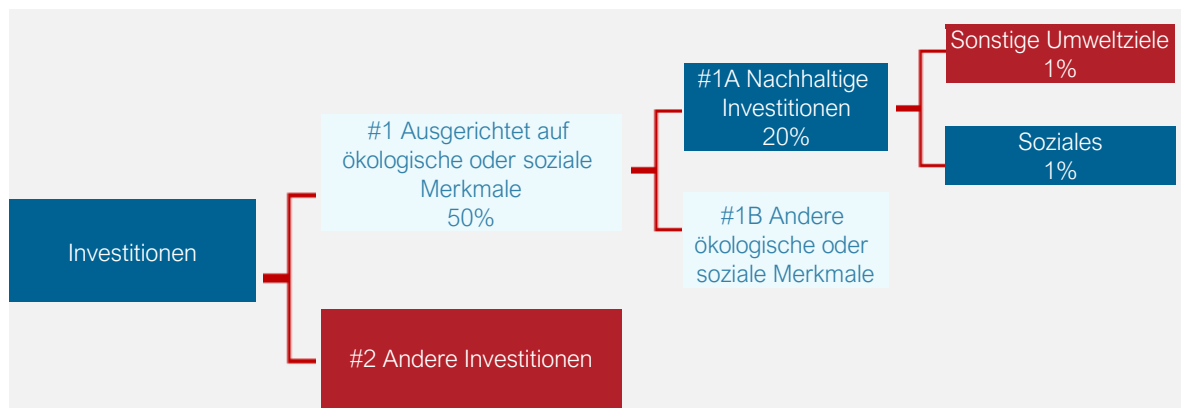 Investitionen
#1 Ausgerichtet auf
ökologische oder soziale
Merkmale
50%
#2 Andere Investitionen
#1A Nachhaltige
Investitionen
20%
#1B Andere
ökologische oder
soziale Merkmale
Sonstige Umweltziele
1%
Soziales
1%